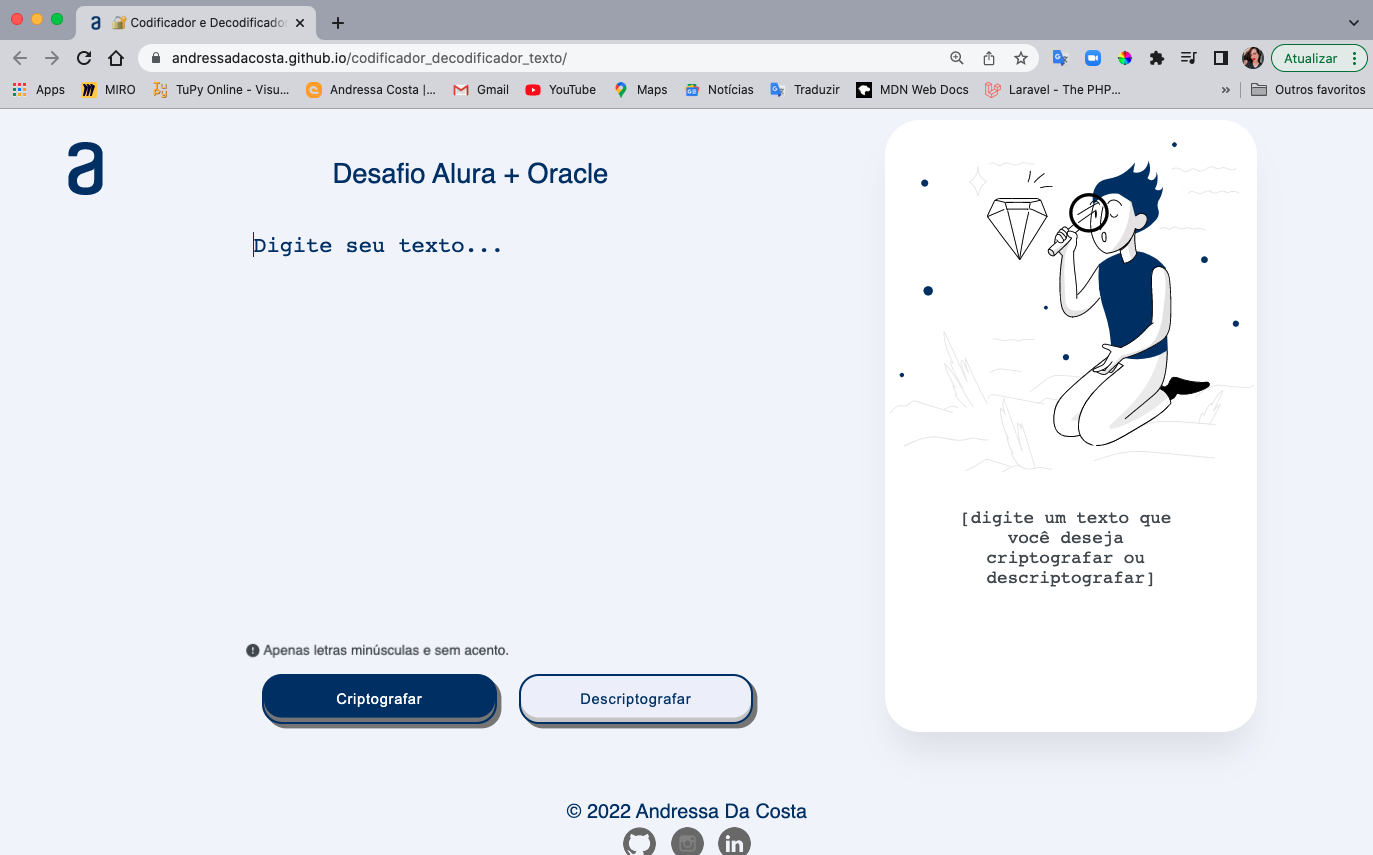 a
Codificador e Decodificador
andressadacosta.github.io/codificador_decodificador_texto/
Atualizar
Apps
MIRO
TuPy Online - Visu...
Andressa Costa |...
Gmail
YouTube
Maps
Notícias
Traduzir
MDN Web Docs
Laravel - The PHP...
»
Outros favoritos
a
Desafio Alura + Oracle
Digite seu texto...
[digite um texto que
você deseja
criptografar ou
descriptografar]
Apenas letras minúsculas e sem acento.
Criptografar
Descriptografar
© 2022 Andressa Da Costa
in